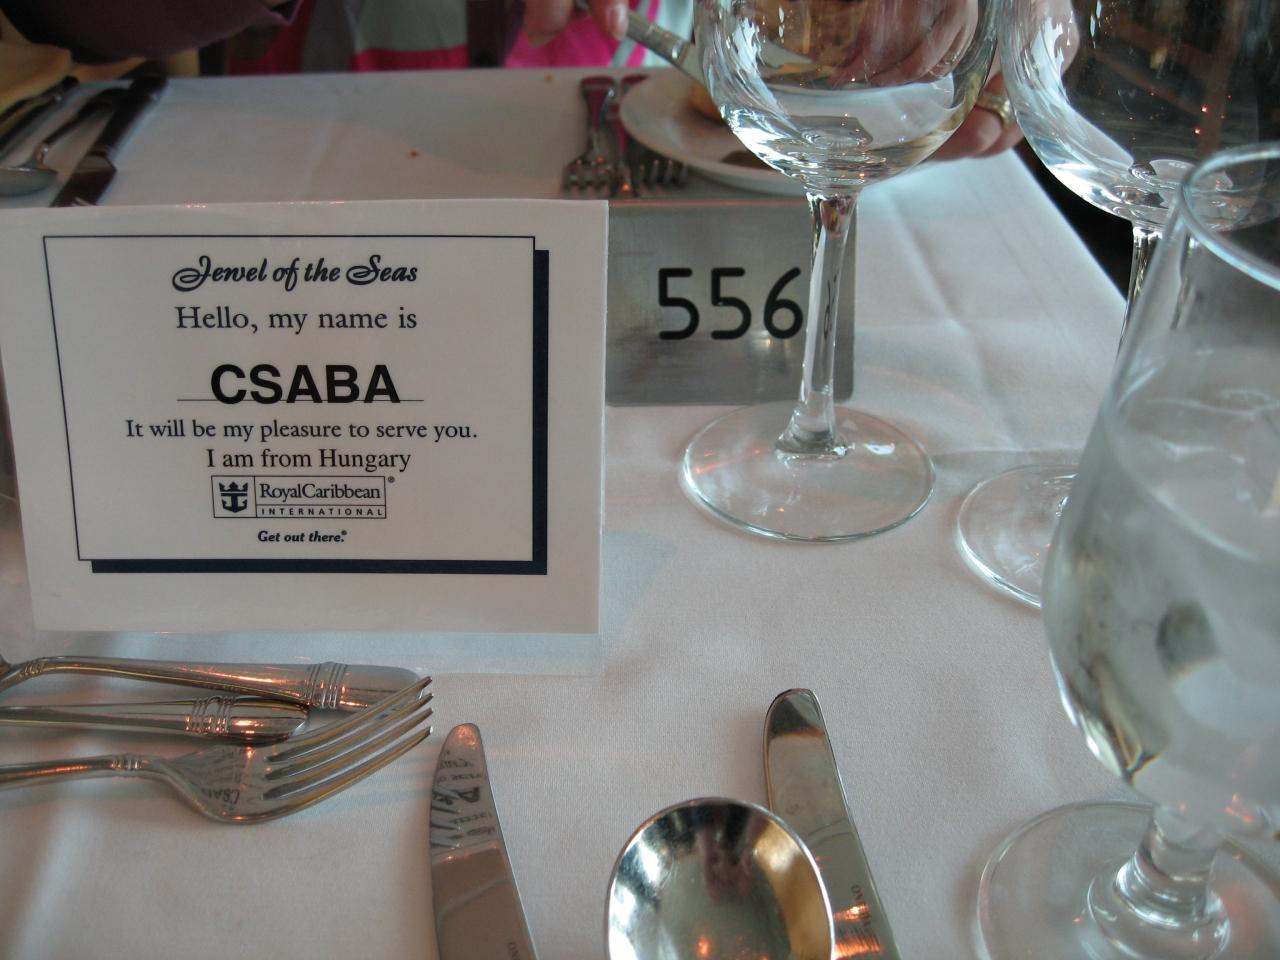 Jewel of the Seas
Hello, my name is
CSABA
It will be my pleasure to serve you.
I am from Hungary
RoyalCaribbean®
INTERNATIONAL
Get out there.®
556